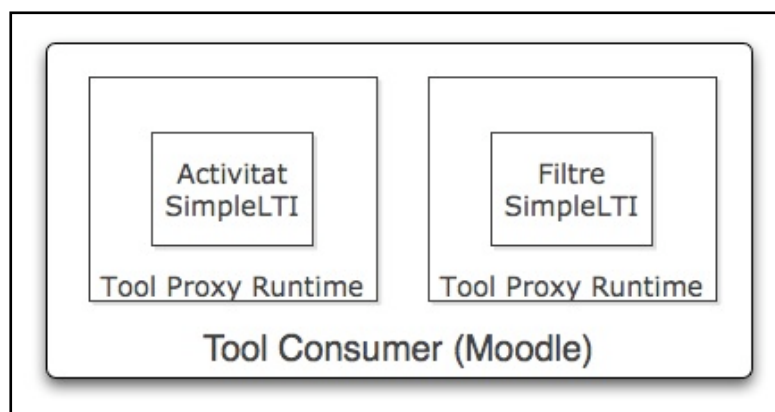 Activitat
SimpleLTI
Tool Proxy Runtime
Filtre
SimpleLTI
Tool Proxy Runtime
Tool Consumer (Moodle)